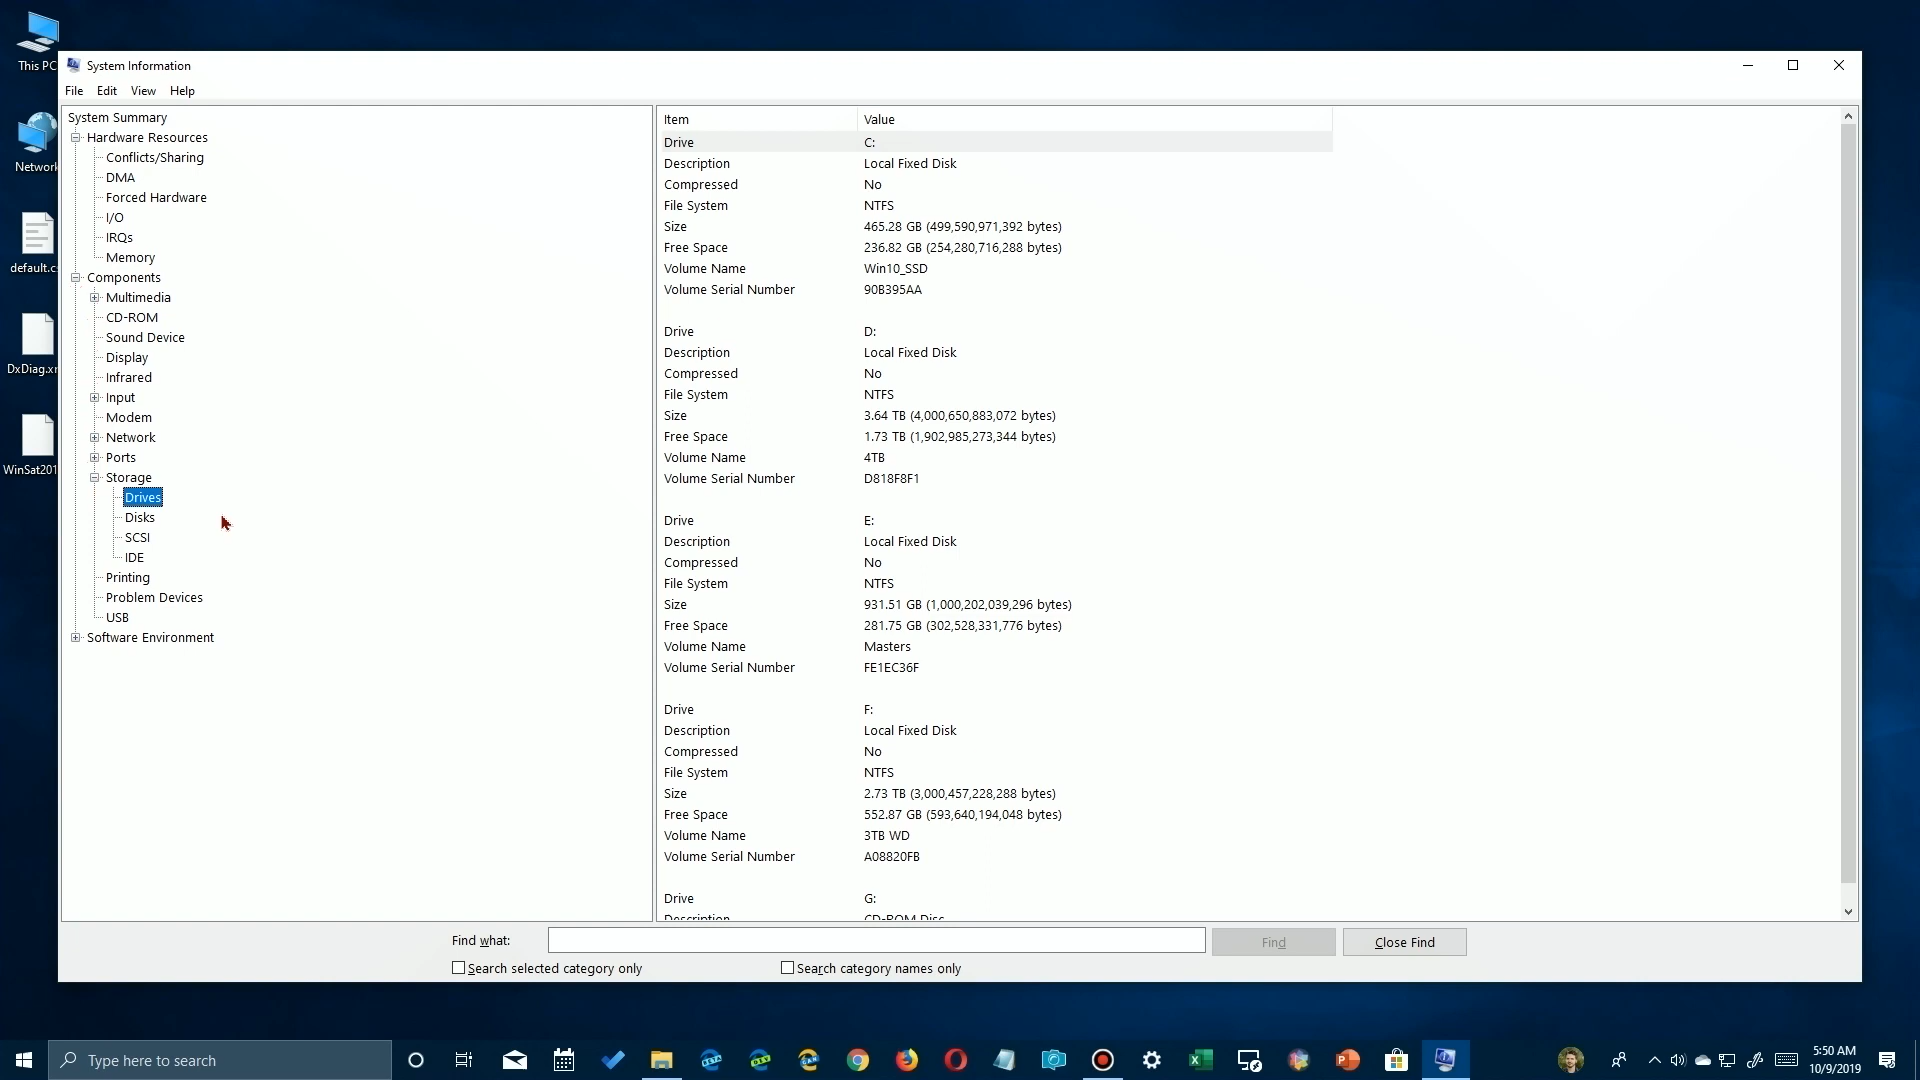 This PC
Network
default.cs
DxDiag.xm
WinSat201
System Information
File Edit View Help
System Summary
Hardware Resources
Conflicts/Sharing
DMA
Forced Hardware
I/O
IRQs
Memory
Components
Multimedia
CD-ROM
Sound Device
Display
Infrared
Input
Modem
Network
Ports
Storage
Drives
Disks
SCSI
IDE
Printing
Problem Devices
USB
Software Environment
Item Value
Drive C:
Description Local Fixed Disk
Compressed No
File System NTFS
Size 465.28 GB (499,590,971,392 bytes)
Free Space 236.82 GB (254,280,716,288 bytes)
Volume Name Win10_SSD
Volume Serial Number 90B395AA
Drive D:
Description Local Fixed Disk
Compressed No
File System NTFS
Size 3.64 TB (4,000,650,883,072 bytes)
Free Space 1.73 TB (1,902,985,273,344 bytes)
Volume Name 4TB
Volume Serial Number D818F8F1
Drive E:
Description Local Fixed Disk
Compressed No
File System NTFS
Size 931.51 GB (1,000,202,039,296 bytes)
Free Space 281.75 GB (302,528,331,776 bytes)
Volume Name Masters
Volume Serial Number FE1EC36F
Drive F:
Description Local Fixed Disk
Compressed No
File System NTFS
Size 2.73 TB (3,000,457,228,288 bytes)
Free Space 552.87 GB (593,640,194,048 bytes)
Volume Name 3TB WD
Volume Serial Number A08820FB
Drive G:
Description CD-ROM Disc
Find what: Find Close Find
Search selected category only Search category names only
Type here to search
5:50 AM
10/9/2019